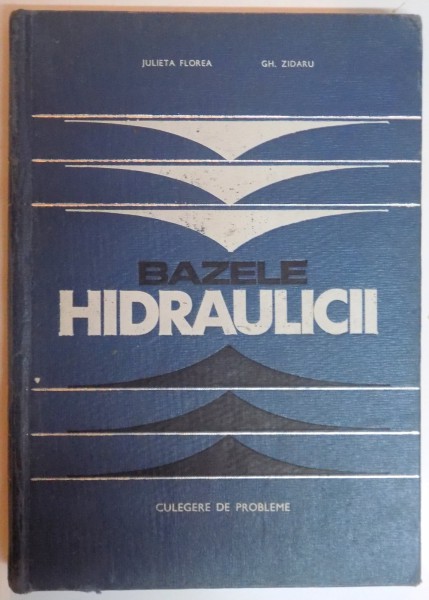 JULIETA FLOREA GH. ZIDARU
BAZELE
HIDRAULICII
CULEGERE DE PROBLEME